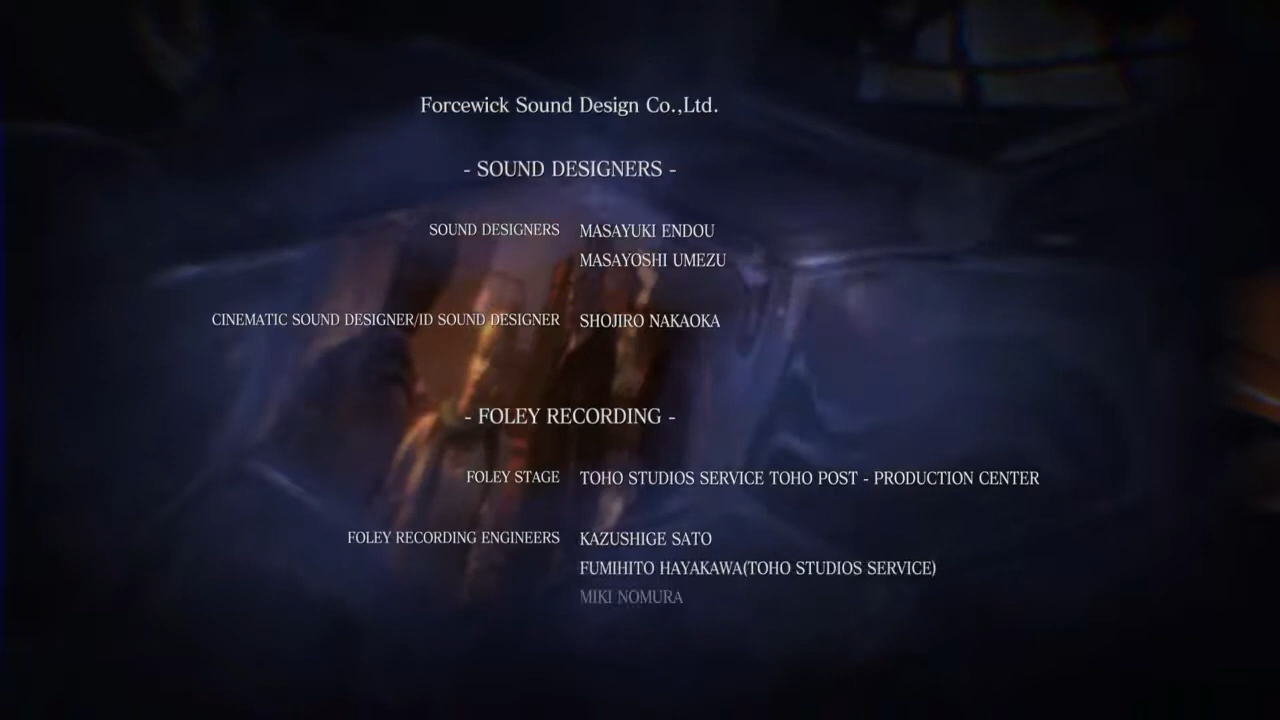 Forcewick Sound Design Co.,Ltd.
- SOUND DESIGNERS -
SOUND DESIGNERS MASAYUKI ENDOU
MASAYOSHI UMEZU
CINEMATIC SOUND DESIGNER/ID SOUND DESIGNER SHOJIRO NAKAOKA
- FOLEY RECORDING -
FOLEY STAGE TOHO STUDIOS SERVICE TOHO POST - PRODUCTION CENTER
FOLEY RECORDING ENGINEERS KAZUSHIGE SATO
FUMIHITO HAYAKAWA(TOHO STUDIOS SERVICE)
MIKI NOMURA